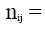 n_ij =